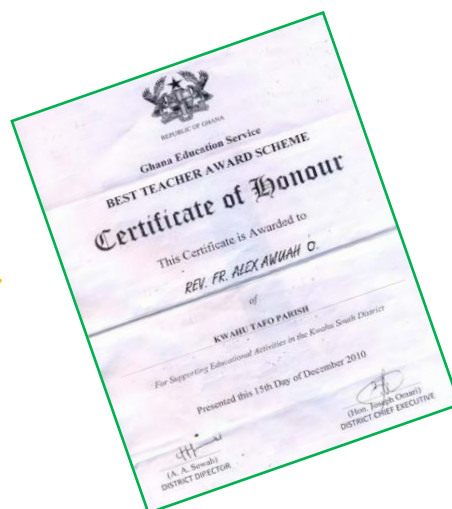 REPUBLIC OF GHANA
Ghana Education Service
BEST TEACHER AWARD SCHEME
Certificate of Honour
This Certificate is Awarded to
REV. FR. ALEX AWUAH O.
of
KWAHU TAFO PARISH
For Supporting Educational Activities in the Kwahu South District
Presented this 15th Day of December 2010
(A. A. Sowah)
DISTRICT DIPECTOR
(Hon. Joseph Omari)
DISTRICT CHIEF EXECUTIVE